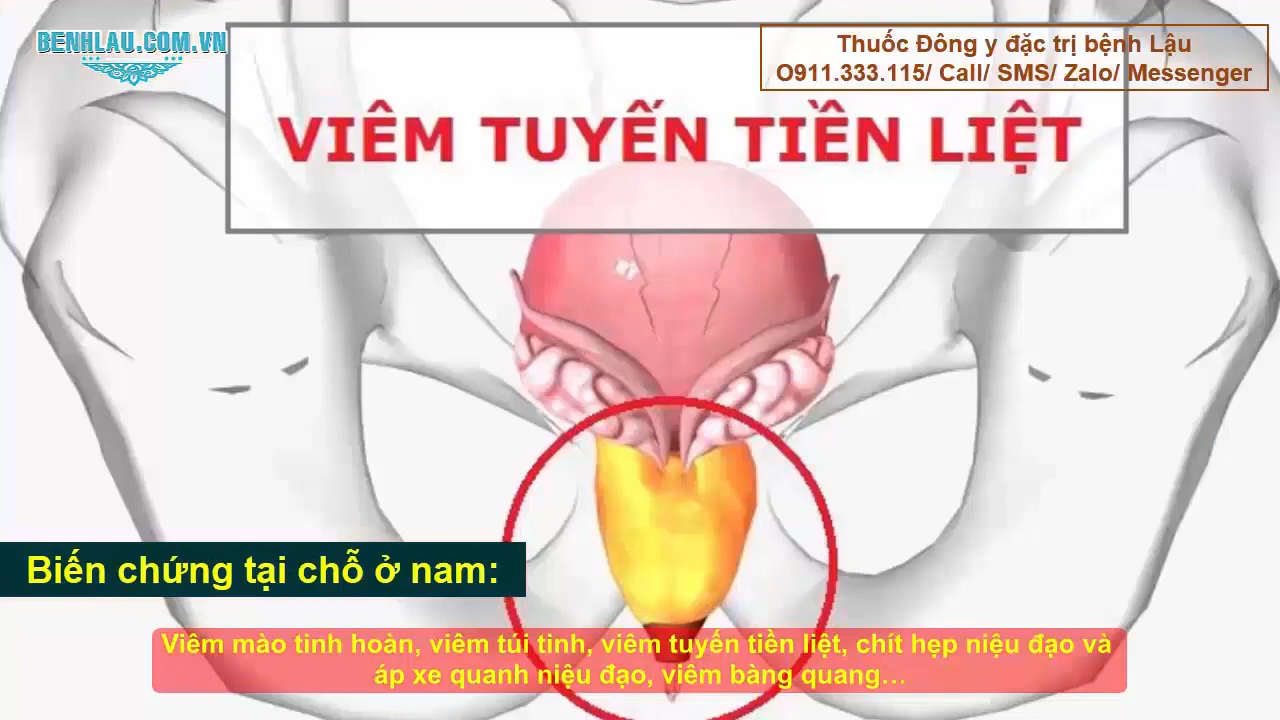 BENHLAU.COM.VN
Thuốc Đông y đặc trị bệnh Lậu
O911.333.115/ Call/ SMS/ Zalo/ Messenger
VIÊM TUYẾN TIỀN LIỆT
Biến chứng tại chỗ ở nam:
Viêm mào tinh hoàn, viêm túi tinh, viêm tuyến tiền liệt, chít hẹp niệu đạo và
áp xe quanh niệu đạo, viêm bàng quang...